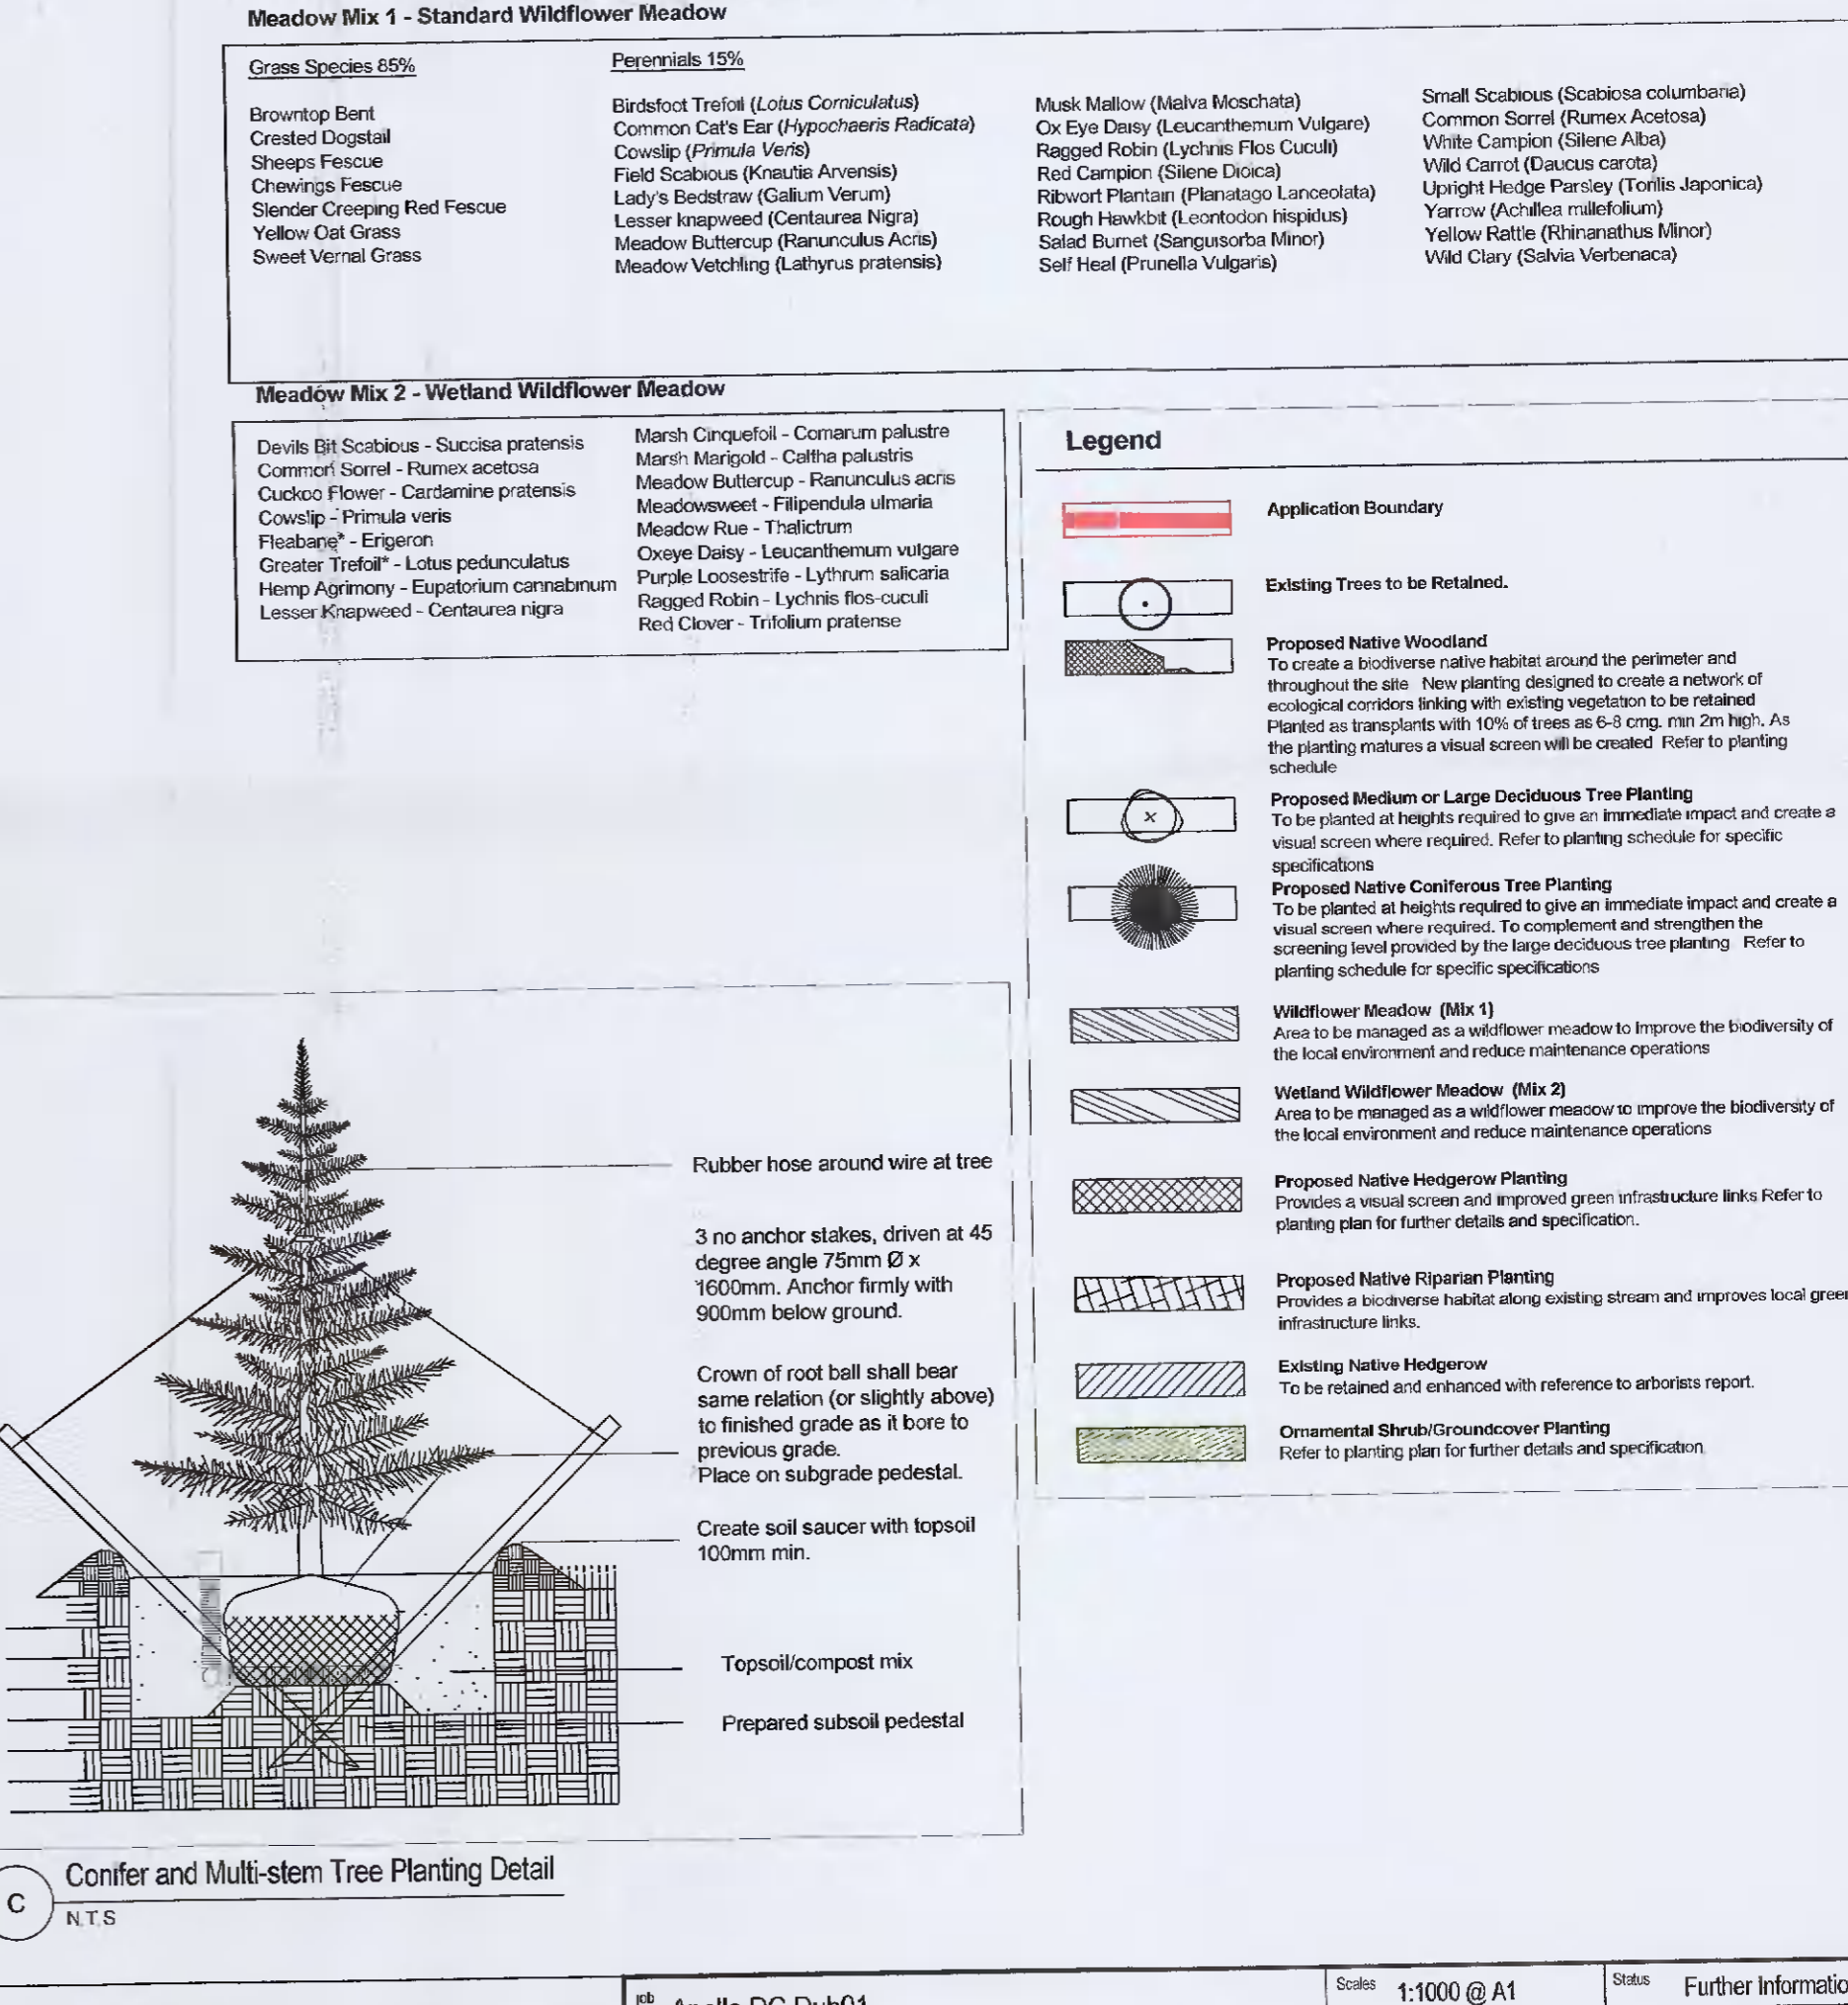 Meadow Mix 1 - Standard Wildflower Meadow
Grass Species 85%
Browntop Bent
Crested Dogstail
Sheeps Fescue
Chewings Fescue
Slender Creeping Red Fescue
Yellow Oat Grass
Sweet Vernal Grass
Perennials 15%
Birdsfoot Trefoil (Lotus Corniculatus)
Common Cat's Ear (Hypochaeris Radicata)
Cowslip (Primula Veris)
Field Scabious (Knautia Arvensis)
Lady's Bedstraw (Galium Verum)
Lesser knapweed (Centaurea Nigra)
Meadow Buttercup (Ranunculus Acris)
Meadow Vetchling (Lathyrus pratensis)
Musk Mallow (Malva Moschata)
Ox Eye Daisy (Leucanthemum Vulgare)
Ragged Robin (Lychnis Flos Cuculi)
Red Campion (Silene Dioica)
Ribwort Plantain (Planatago Lanceolata)
Rough Hawkbit (Leontodon hispidus)
Salad Burnet (Sanguisorba Minor)
Self Heal (Prunella Vulgaris)
Small Scabious (Scabiosa columbaria)
Common Sorrel (Rumex Acetosa)
White Campion (Silene Alba)
Wild Carrot (Daucus carota)
Upright Hedge Parsley (Torilis Japonica)
Yarrow (Achillea millefolium)
Yellow Rattle (Rhinanathus Minor)
Wild Clary (Salvia Verbenaca)
Meadow Mix 2 - Wetland Wildflower Meadow
Devils Bit Scabious - Succisa pratensis
Common Sorrel - Rumex acetosa
Cuckoo Flower - Cardamine pratensis
Cowslip - Primula veris
Fleabane* - Erigeron
Greater Trefoil* - Lotus pedunculatus
Hemp Agrimony - Eupatorium cannabinum
Lesser Knapweed - Centaurea nigra
Marsh Cinquefoil - Comarum palustre
Marsh Marigold - Caltha palustris
Meadow Buttercup - Ranunculus acris
Meadowsweet - Filipendula ulmaria
Meadow Rue - Thalictrum
Oxeye Daisy - Leucanthemum vulgare
Purple Loosestrife - Lythrum salicaria
Ragged Robin - Lychnis flos-cuculi
Red Clover - Trifolium pratense
Legend
Application Boundary
Existing Trees to be Retained.
Proposed Native Woodland
To create a biodiverse native habitat around the perimeter and
throughout the site New planting designed to create a network of
ecological corridors linking with existing vegetation to be retained
Planted as transplants with 10% of trees as 6-8 cmg. min 2m high. As
the planting matures a visual screen will be created Refer to planting
schedule
Proposed Medium or Large Deciduous Tree Planting
To be planted at heights required to give an immediate impact and create a
visual screen where required. Refer to planting schedule for specific
specifications
Proposed Native Coniferous Tree Planting
To be planted at heights required to give an immediate impact and create a
visual screen where required. To complement and strengthen the
screening level provided by the large deciduous tree planting Refer to
planting schedule for specific specifications
Wildflower Meadow (Mix 1)
Area to be managed as a wildflower meadow to improve the biodiversity of
the local environment and reduce maintenance operations
Wetland Wildflower Meadow (Mix 2)
Area to be managed as a wildflower meadow to improve the biodiversity of
the local environment and reduce maintenance operations
Proposed Native Hedgerow Planting
Provides a visual screen and improved green infrastructure links Refer to
planting plan for further details and specification.
Proposed Native Riparian Planting
Provides a biodiverse habitat along existing stream and improves local green
infrastructure links.
Existing Native Hedgerow
To be retained and enhanced with reference to arborists report.
Ornamental Shrub/Groundcover Planting
Refer to planting plan for further details and specification
Rubber hose around wire at tree
3 no anchor stakes, driven at 45
degree angle 75mm Ø x
1600mm. Anchor firmly with
900mm below ground.
Crown of root ball shall bear
same relation (or slightly above)
to finished grade as it bore to
previous grade.
Place on subgrade pedestal.
Create soil saucer with topsoil
100mm min.
Topsoil/compost mix
Prepared subsoil pedestal
C
Conifer and Multi-stem Tree Planting Detail
N.T.S
job
Scales 1:1000 @ A1
Status Further Informatio